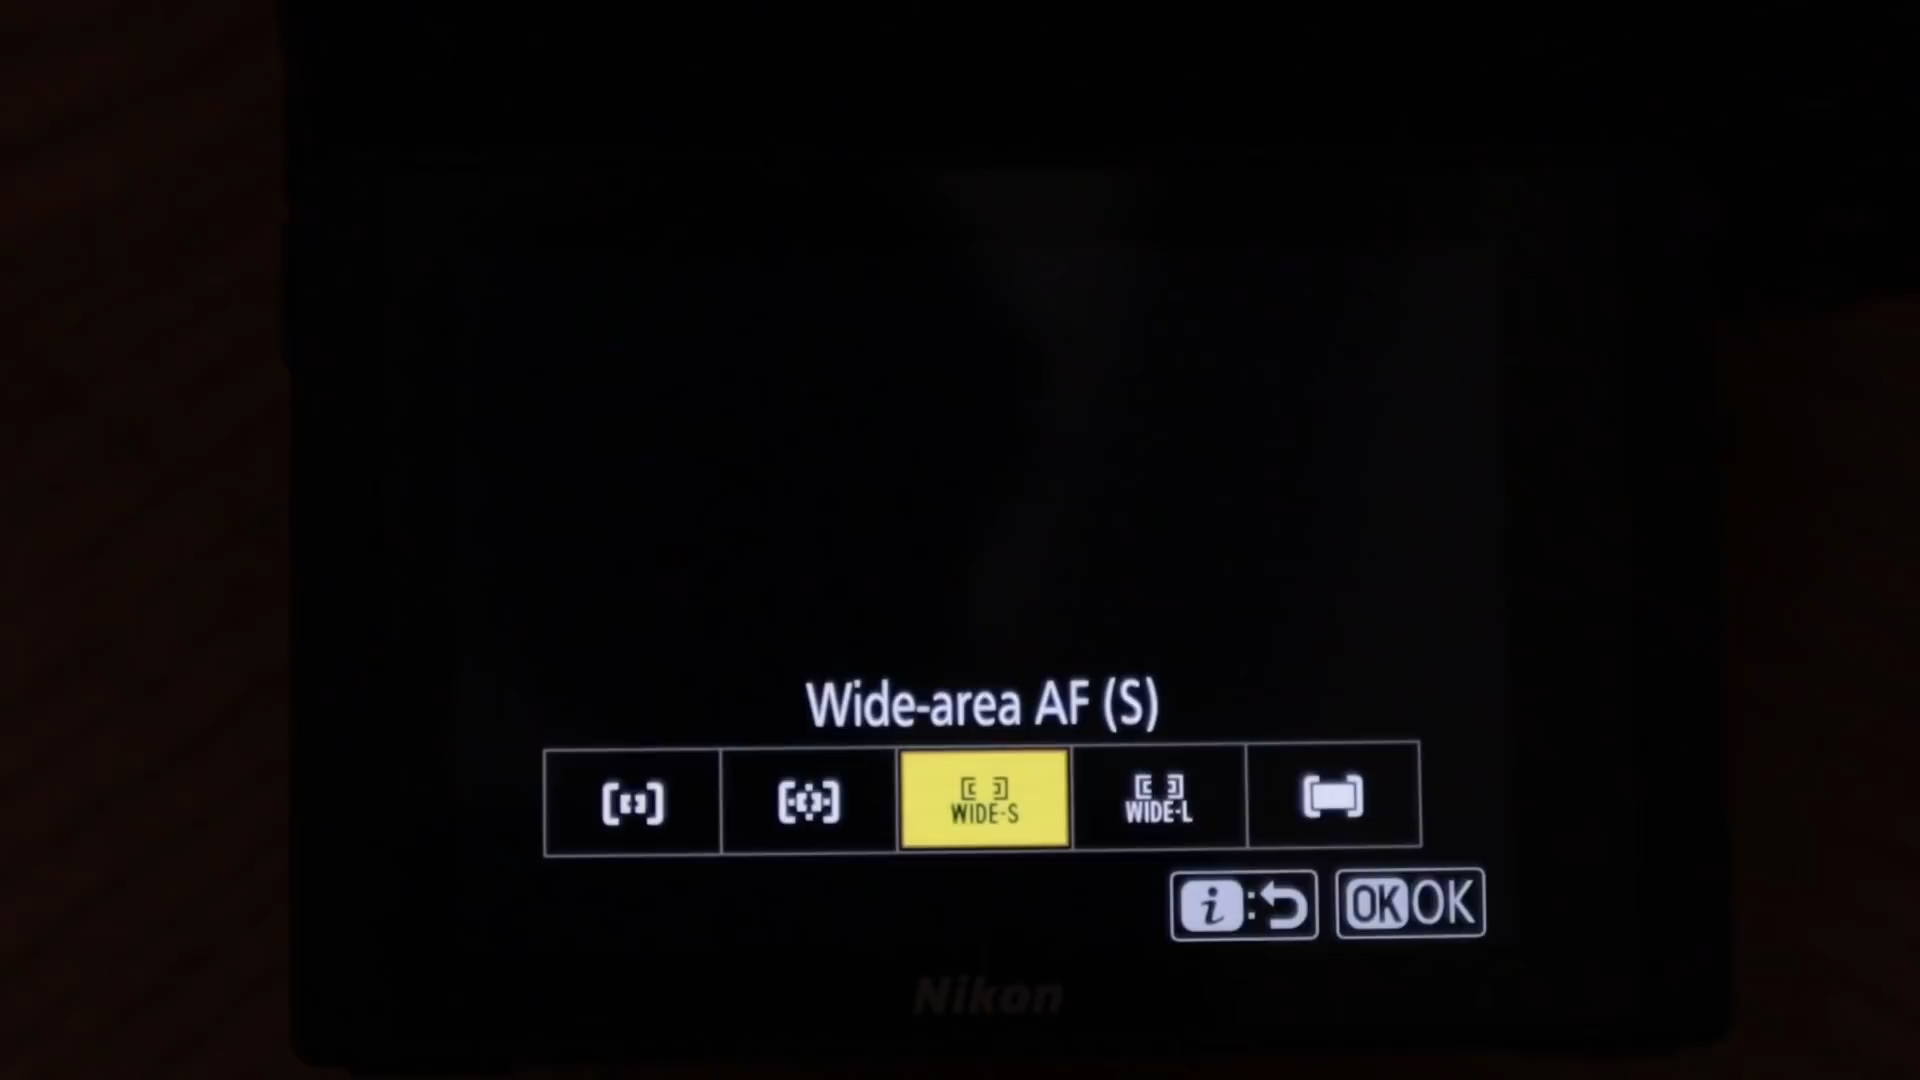 Wide-area AF (S)
WIDE-S
WIDE-L
i: OK OK
Nikon